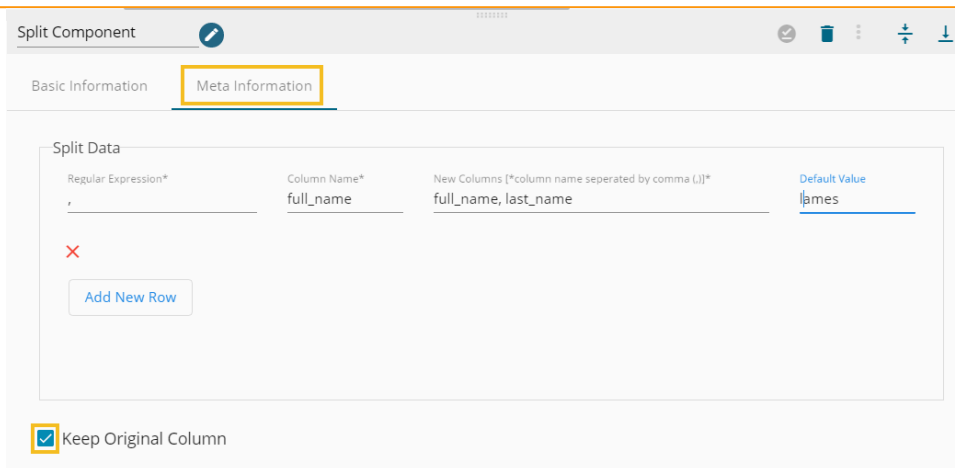 Split Component
Basic Information Meta Information
Split Data
Regular Expression* Column Name* New Columns [*column name seperated by comma (,)]* Default Value
, full_name full_name, last_name lames
Add New Row
Keep Original Column